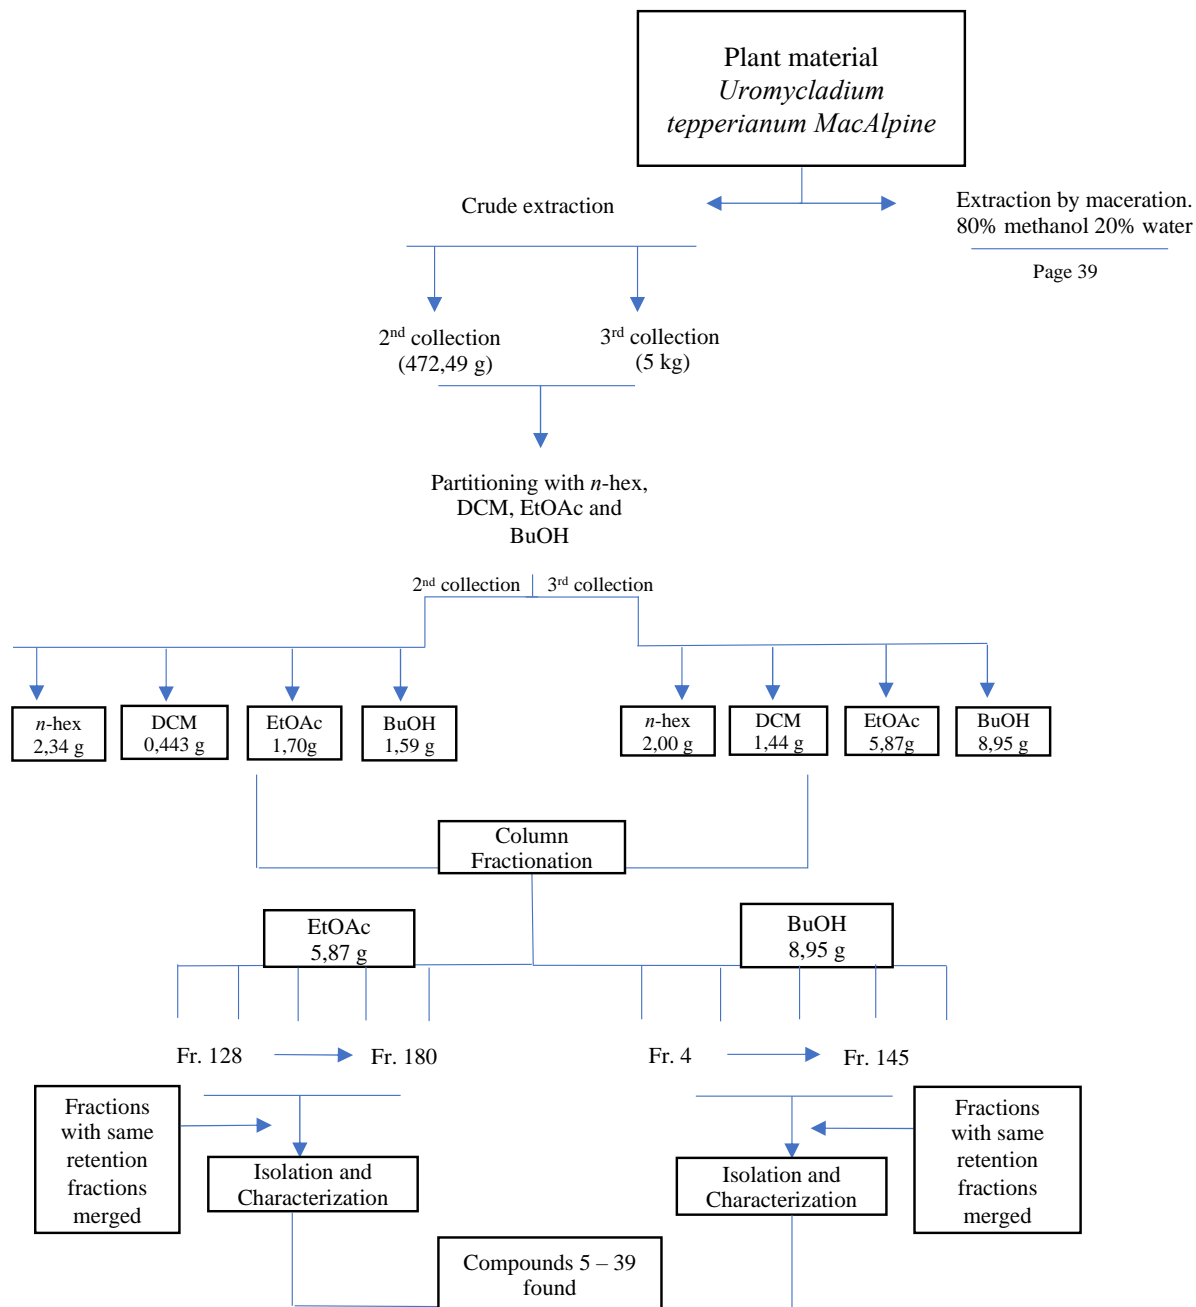 Plant material
Uromycladium
tepperianum MacAlpine
Crude extraction
Extraction by maceration.
80% methanol 20% water
Page 39
2nd collection
(472,49 g)
3rd collection
(5 kg)
Partitioning with n-hex,
DCM, EtOAc and
BuOH
2nd collection
3rd collection
n-hex
2,34 g
DCM
0,443 g
EtOAc
1,70g
BuOH
1,59 g
n-hex
2,00 g
DCM
1,44 g
EtOAc
5,87g
BuOH
8,95 g
Column
Fractionation
EtOAc
5,87 g
BuOH
8,95 g
Fr. 128
Fr. 180
Fr. 4
Fr. 145
Fractions
with same
retention
fractions
merged
Isolation and
Characterization
Isolation and
Characterization
Fractions
with same
retention
fractions
merged
Compounds 5 – 39
found